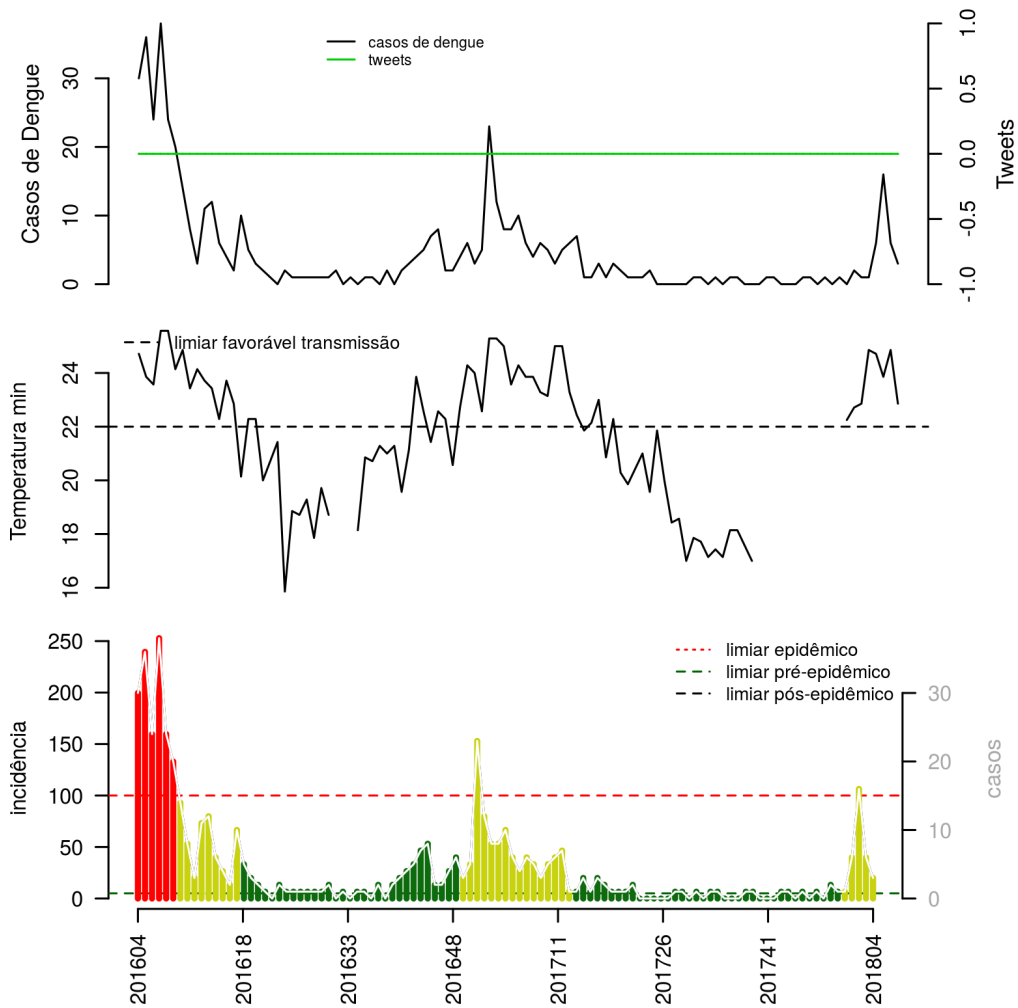 casos de dengue
tweets
Casos de Dengue
0
10
20
30
-1.0
-0.5
0.0
0.5
1.0
Tweets
limiar favorável transmissão
Temperatura min
16
18
20
22
24
limiar epidêmico
limiar pré-epidêmico
limiar pós-epidêmico
incidência
0
50
100
150
200
250
0
10
20
30
casos
201604
201618
201633
201648
201711
201726
201741
201804